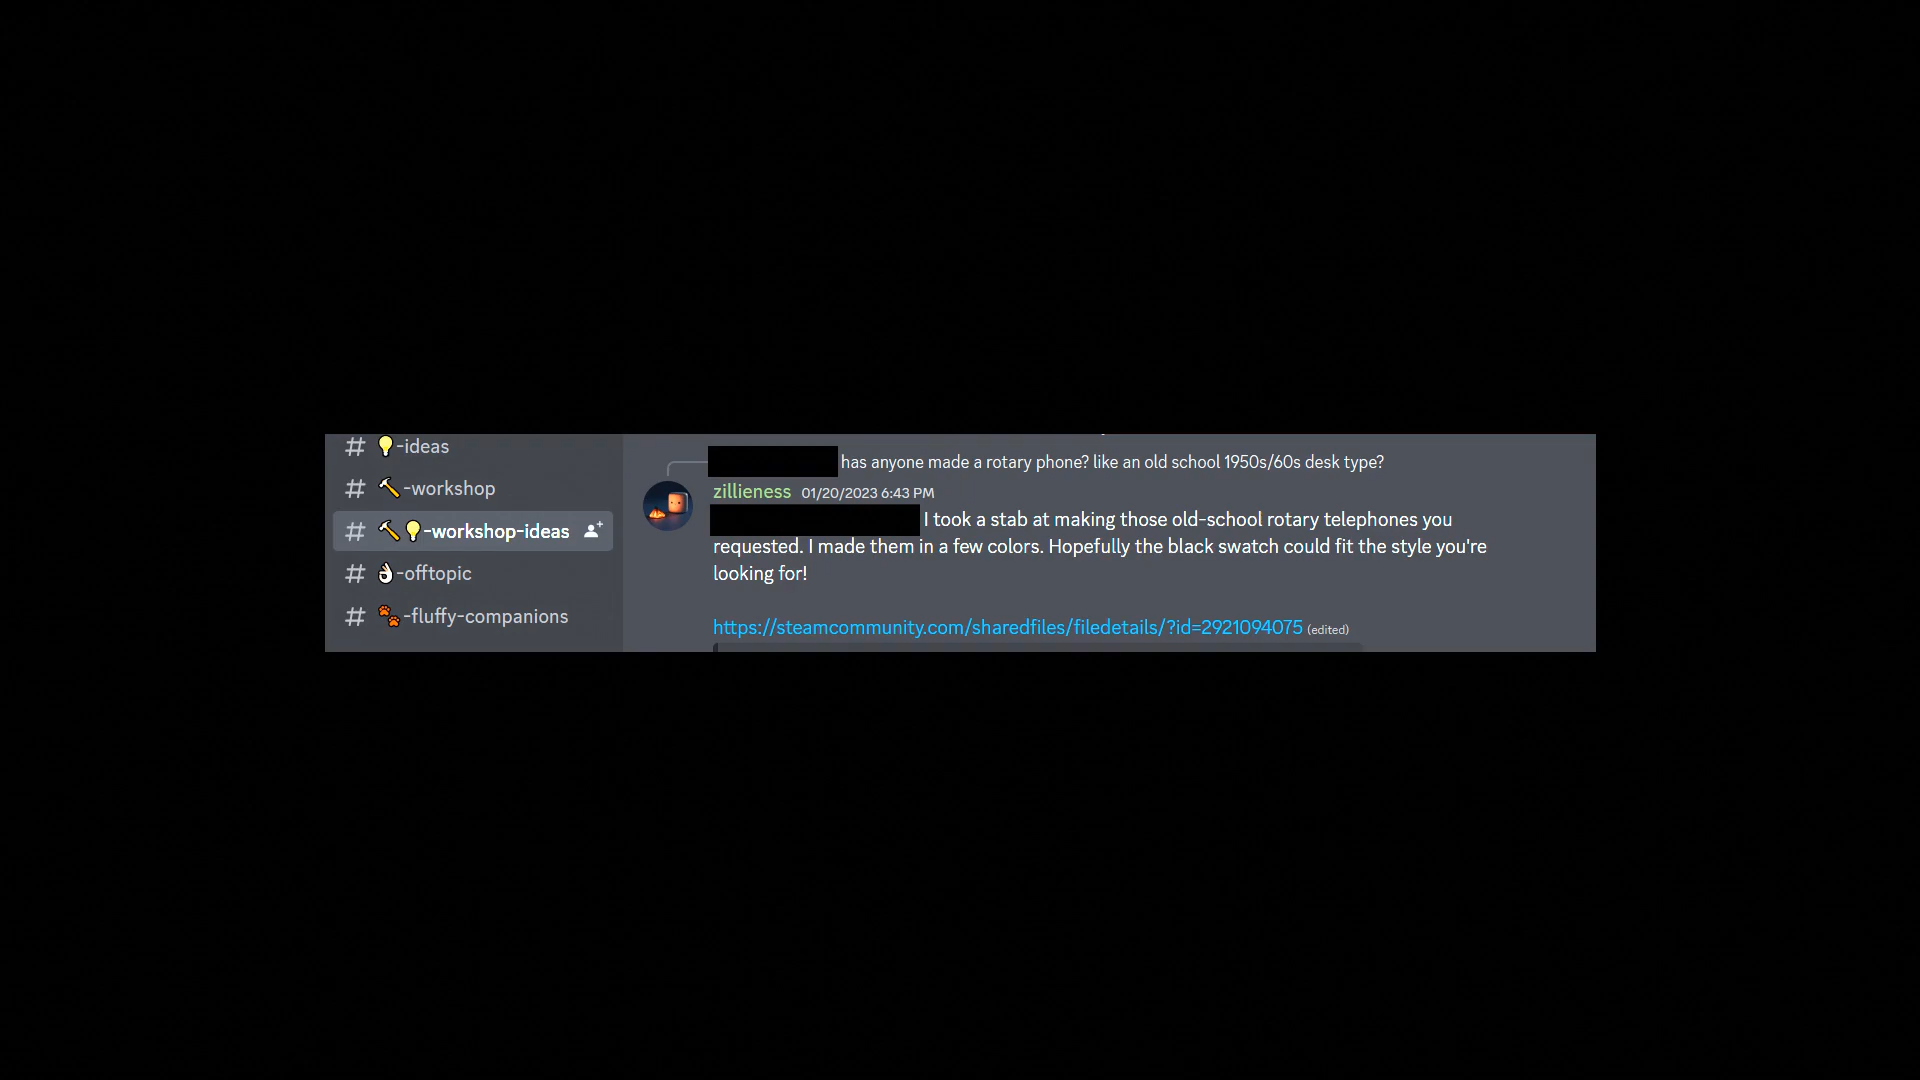 # 💡-ideas
# 🔨-workshop
# 🔨💡-workshop-ideas
# 👌-offtopic
# 🐾-fluffy-companions
has anyone made a rotary phone? like an old school 1950s/60s desk type?
zillieness 01/20/2023 6:43 PM
I took a stab at making those old-school rotary telephones you
requested. I made them in a few colors. Hopefully the black swatch could fit the style you're
looking for!
https://steamcommunity.com/sharedfiles/filedetails/?id=2921094075 (edited)